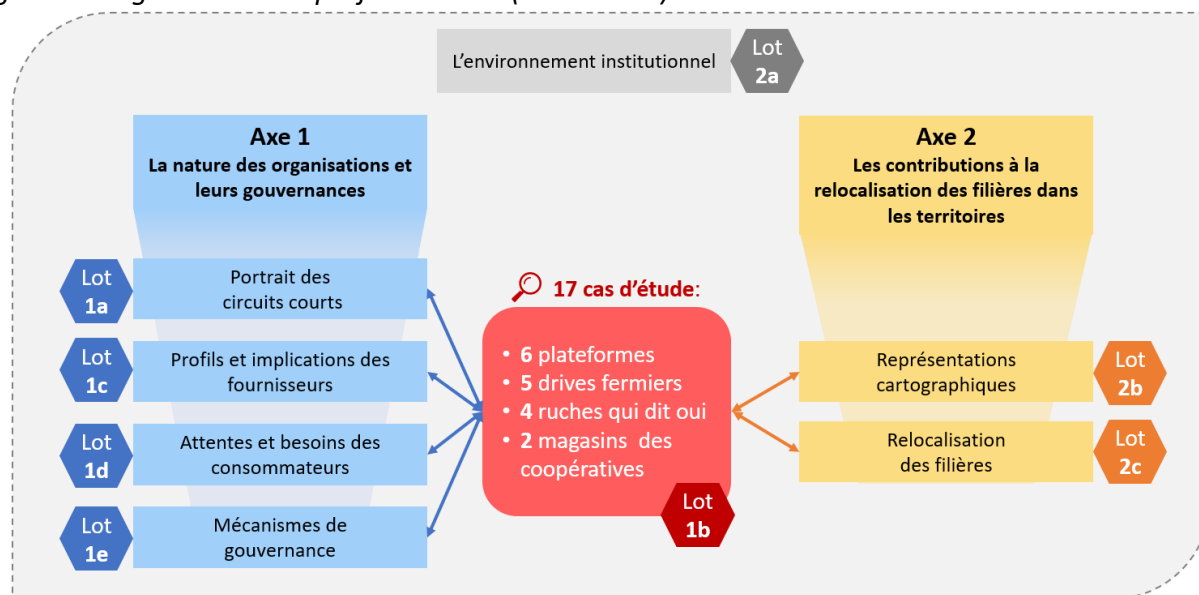 L'environnement institutionnel
Lot
2a
Axe 1
La nature des organisations et
leurs gouvernances
Axe 2
Les contributions à la
relocalisation des filières dans
les territoires
Lot
1a
Portrait des
circuits courts
Lot
1c
Profils et implications des
fournisseurs
Lot
1d
Attentes et besoins des
consommateurs
Lot
1e
Mécanismes de
gouvernance
17 cas d'étude:
• 6 plateformes
• 5 drives fermiers
• 4 ruches qui dit oui
• 2 magasins des
coopératives
Lot
1b
Représentations
cartographiques
Lot
2b
Relocalisation
des filières
Lot
2c